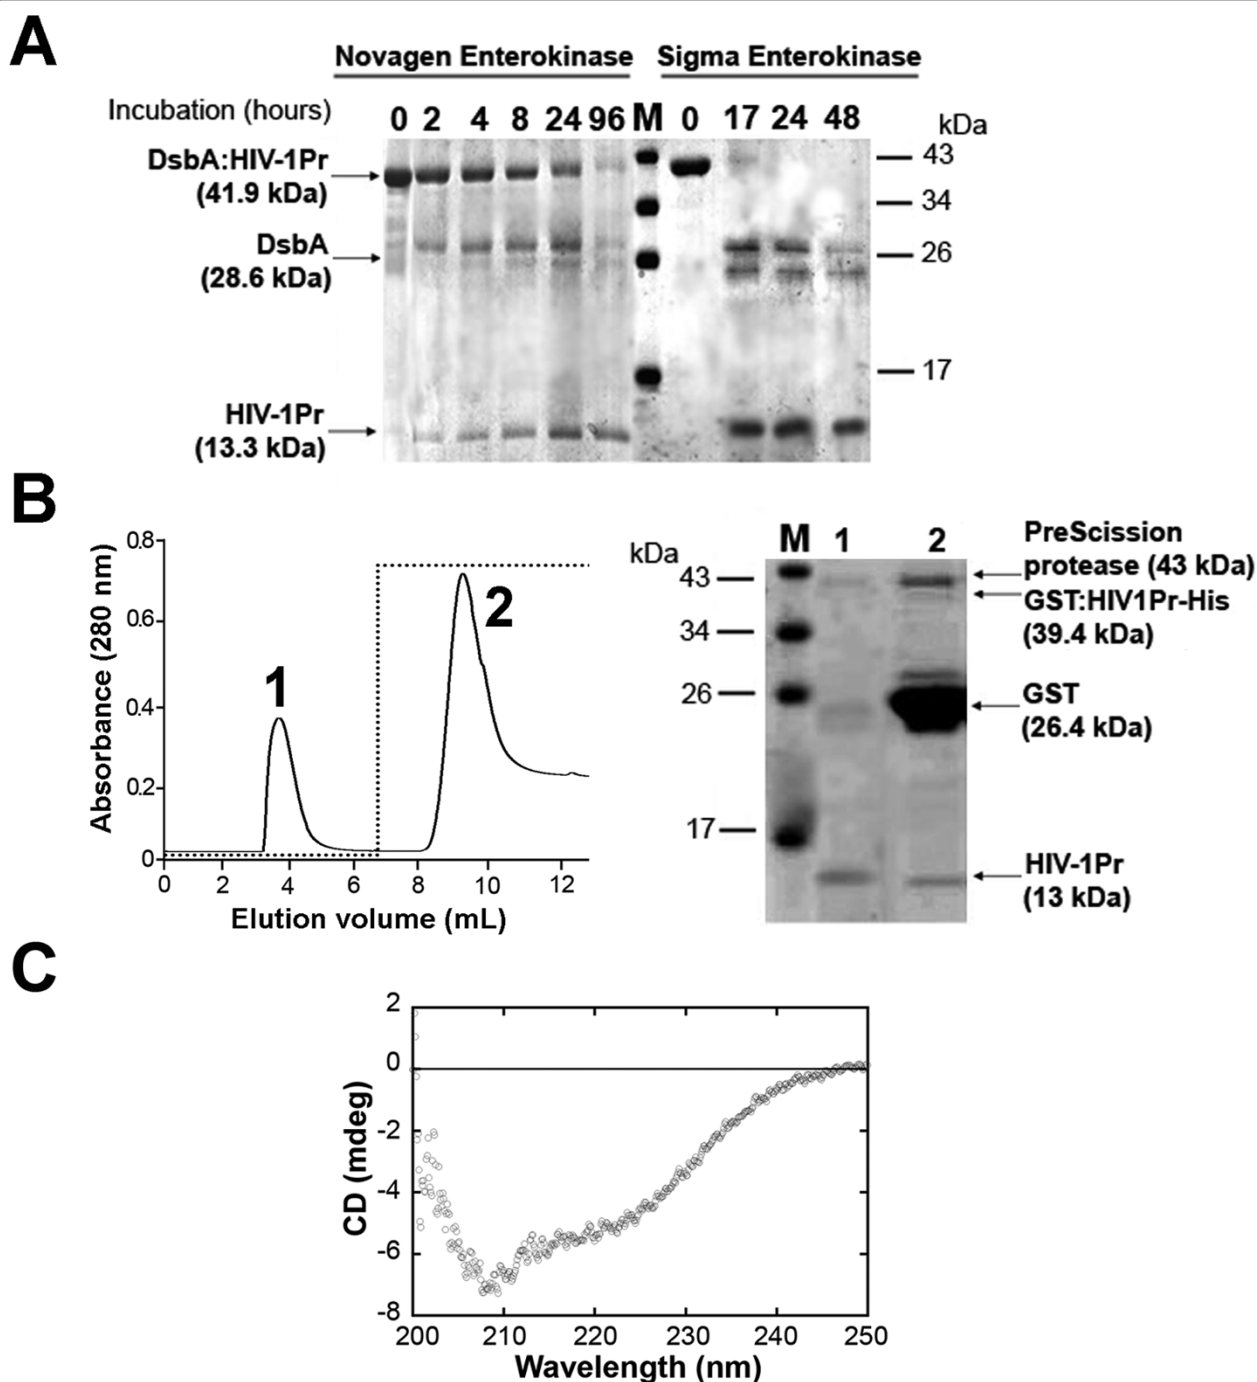 A
Novagen Enterokinase Sigma Enterokinase
Incubation (hours) 0 2 4 8 24 96 M 0 17 24 48 kDa
DsbA:HIV-1Pr
(41.9 kDa)
43
34
DsbA
(28.6 kDa)
26
17
HIV-1Pr
(13.3 kDa)
B
Absorbance (280 nm)
0.8
0.6
0.4
0.2
0
1
2
0 2 4 6 8 10 12
Elution volume (mL)
kDa M 1 2
43
34
26
17
PreScission
protease (43 kDa)
GST:HIV1Pr-His
(39.4 kDa)
GST
(26.4 kDa)
HIV-1Pr
(13 kDa)
C
CD (mdeg)
2
0
-2
-4
-6
-8
200 210 220 230 240 250
Wavelength (nm)